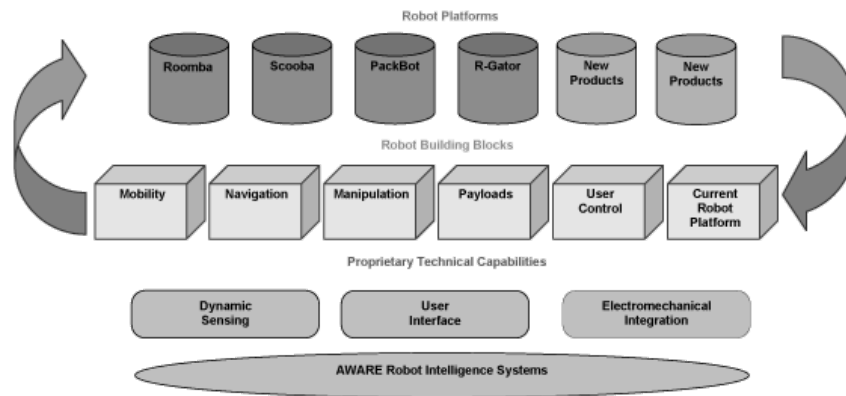 Robot Platforms
Roomba
Scooba
PackBot
R-Gator
New
Products
New
Products
Robot Building Blocks
Mobility
Navigation
Manipulation
Payloads
User
Control
Current
Robot
Platform
Proprietary Technical Capabilities
Dynamic
Sensing
User
Interface
Electromechanical
Integration
AWARE Robot Intelligence Systems